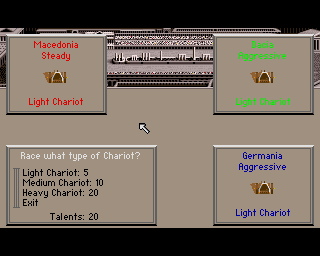 Macedonia
Steady
Light Chariot
Aggressive
Light Chariot
Race what type of Chariot?
Light Chariot: 5
Medium Chariot: 10
Heavy Chariot: 20
Exit
Talents: 20
Germania
Aggressive
Light Chariot